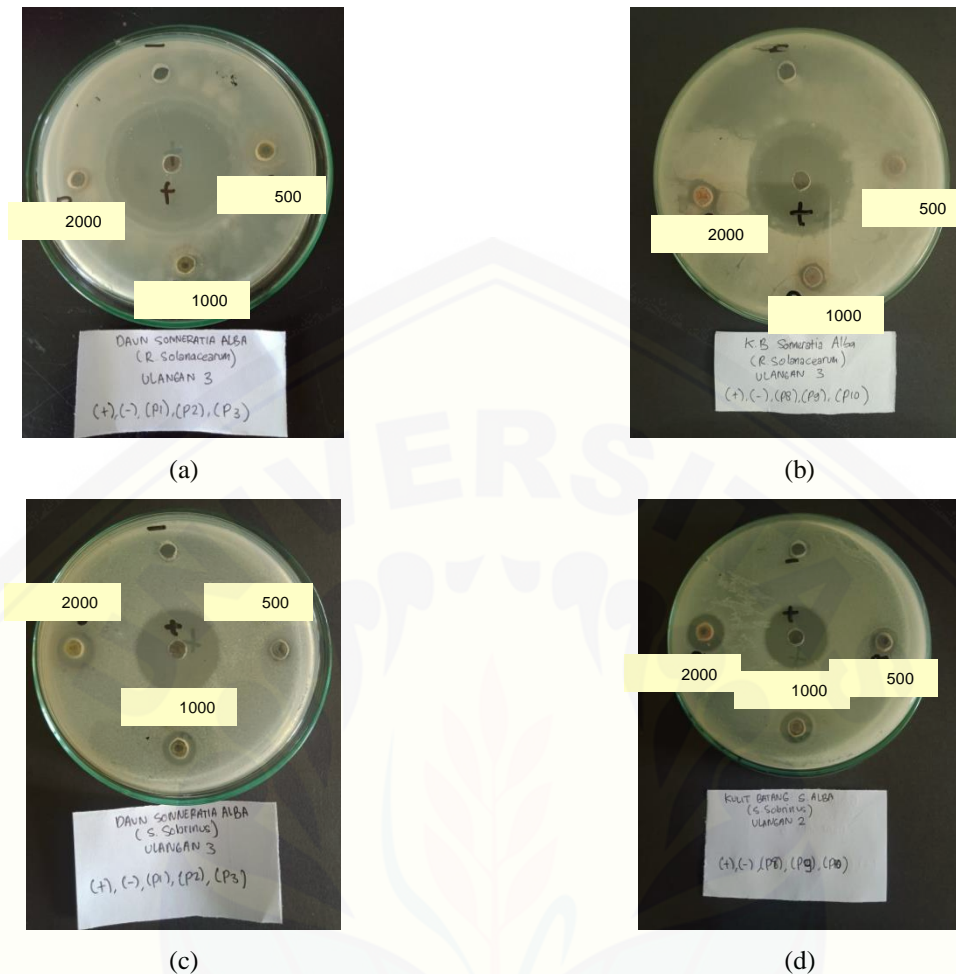 500
2000
1000
DAUN SONNERATIA ALBA
(R. Solanacearum)
ULANGAN 3
(+), (-), (P1), (P2), (P3)
(a)
500
2000
1000
K.B Sonneratia Alba
(R. Solanacearum)
ULANGAN 3
(+), (-), (P8), (P9), (P10)
(b)
2000
500
1000
DAUN SONNERATIA ALBA
(S. Sobrinus)
ULANGAN 3
(+), (-), (P1), (P2), (P3)
(c)
2000
500
1000
KULIT BATANG S. ALBA
(S. Sobrinus)
ULANGAN 2
(+), (-), (P8), (P9), (P10)
(d)